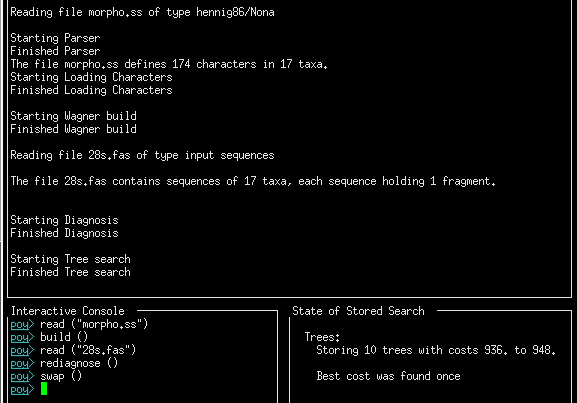 Reading file morpho.ss of type hennig86/Nona
Starting Parser
Finished Parser
The file morpho.ss defines 174 characters in 17 taxa.
Starting Loading Characters
Finished Loading Characters
Starting Wagner build
Finished Wagner build
Reading file 28s.fas of type input sequences
The file 28s.fas contains sequences of 17 taxa, each sequence holding 1 fragment.
Starting Diagnosis
Finished Diagnosis
Starting Tree search
Finished Tree search
Interactive Console
poy> read ("morpho.ss")
poy> build ()
poy> read ("28s.fas")
poy> rediagnose ()
poy> swap ()
poy>
State of Stored Search
Trees:
Storing 10 trees with costs 936. to 948.
Best cost was found once